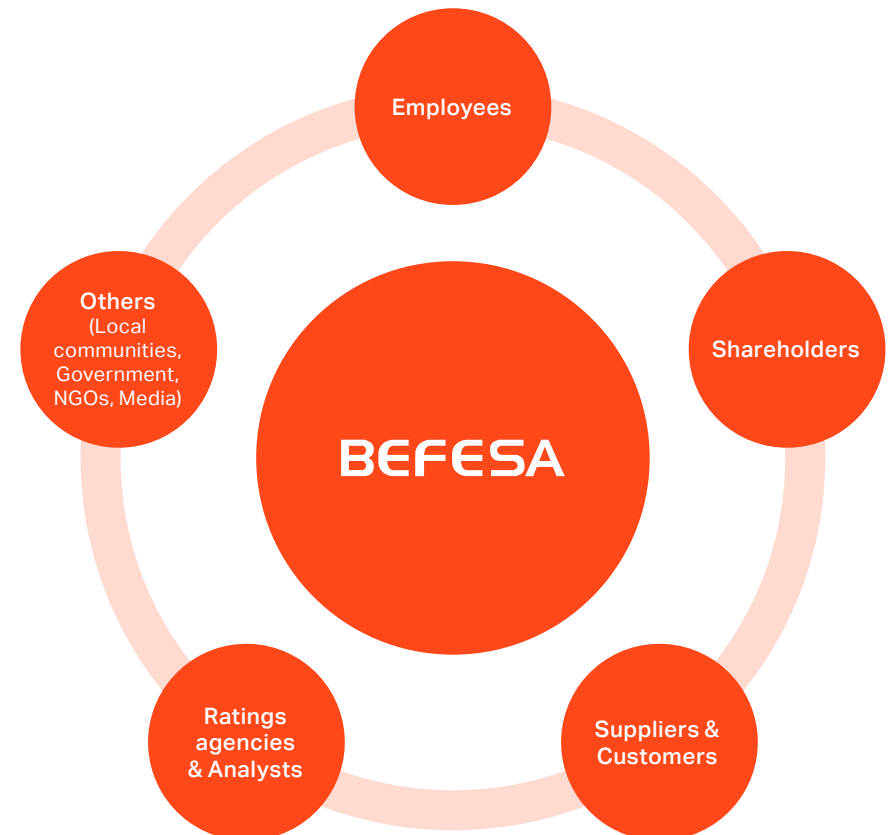 Employees
Shareholders
Others
(Local
communities,
Government,
NGOs, Media)
BEFESA
Ratings
agencies
& Analysts
Suppliers &
Customers